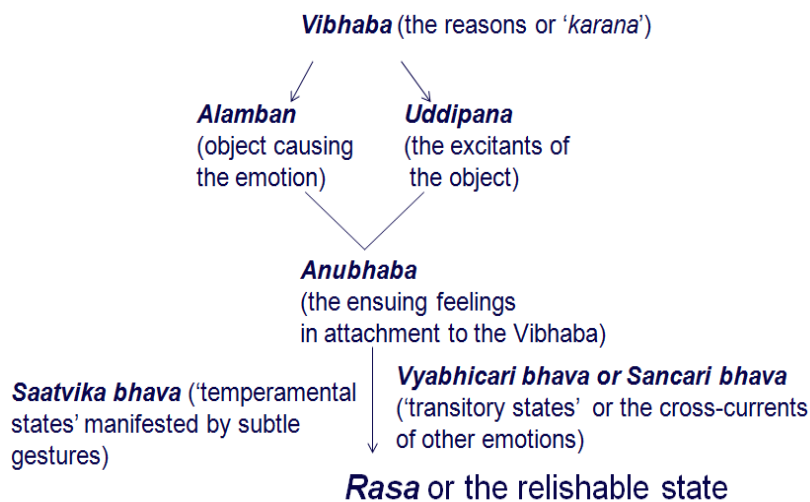 Vibhaba (the reasons or ‘karana’)
Alamban
(object causing
the emotion)
Uddipana
(the excitants of
the object)
Anubhaba
(the ensuing feelings
in attachment to the Vibhaba)
Saatvika bhava (‘temperamental
states’ manifested by subtle
gestures)
Vyabhicari bhava or Sancari bhava
(‘transitory states’ or the cross-currents
of other emotions)
Rasa or the relishable state